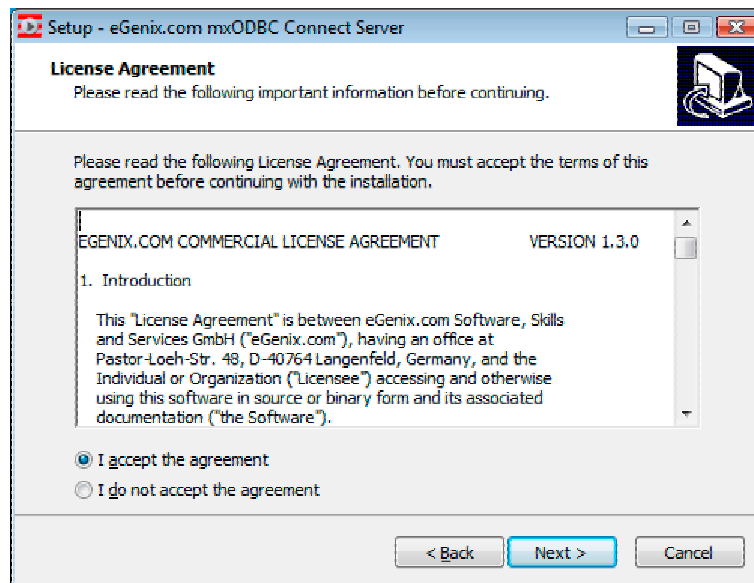 Setup - eGenix.com mxODBC Connect Server
License Agreement
Please read the following important information before continuing.
Please read the following License Agreement. You must accept the terms of this
agreement before continuing with the installation.
EGENIX.COM COMMERCIAL LICENSE AGREEMENT VERSION 1.3.0
1. Introduction
This "License Agreement" is between eGenix.com Software, Skills
and Services GmbH ("eGenix.com"), having an office at
Pastor-Loeh-Str. 48, D-40764 Langenfeld, Germany, and the
Individual or Organization ("Licensee") accessing and otherwise
using this software in source or binary form and its associated
documentation ("the Software").
I accept the agreement
I do not accept the agreement
< Back Next > Cancel